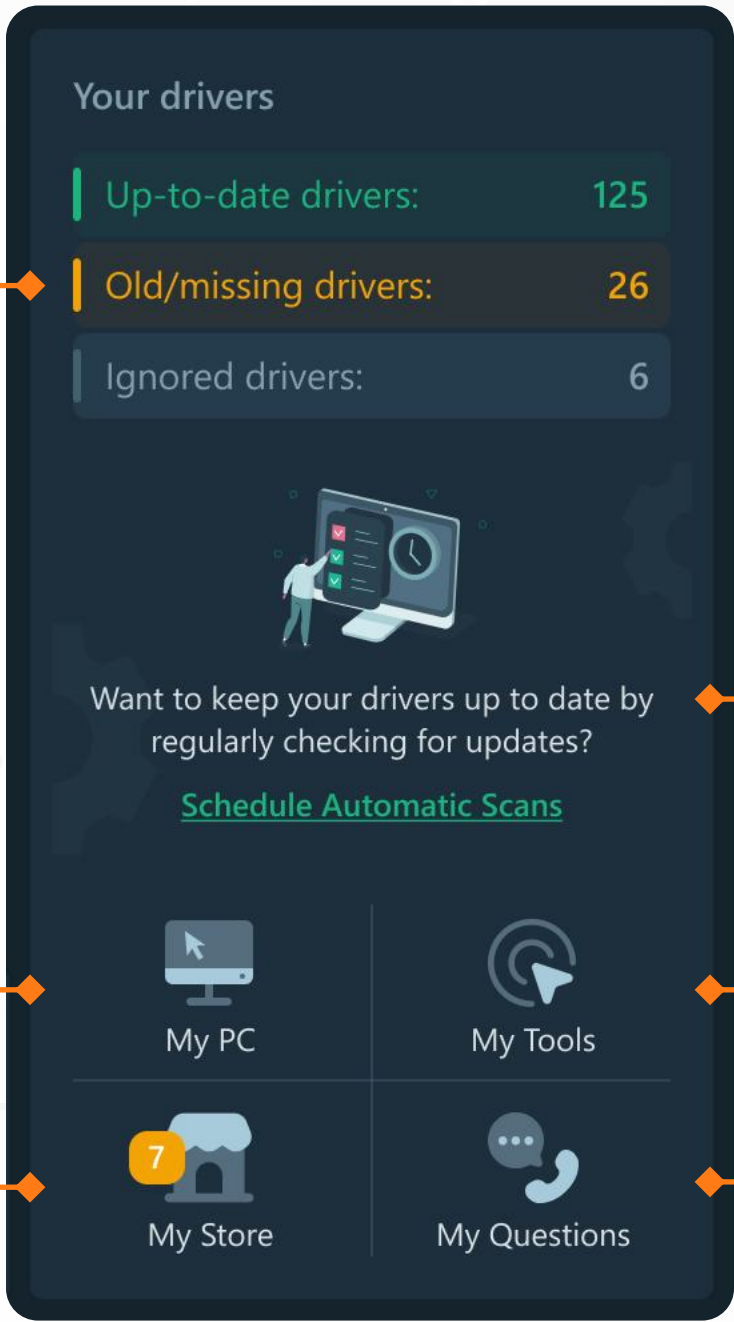 Your drivers
Up-to-date drivers: 125
Old/missing drivers: 26
Ignored drivers: 6
Want to keep your drivers up to date by
regularly checking for updates?
Schedule Automatic Scans
My PC
My Tools
7
My Store
My Questions